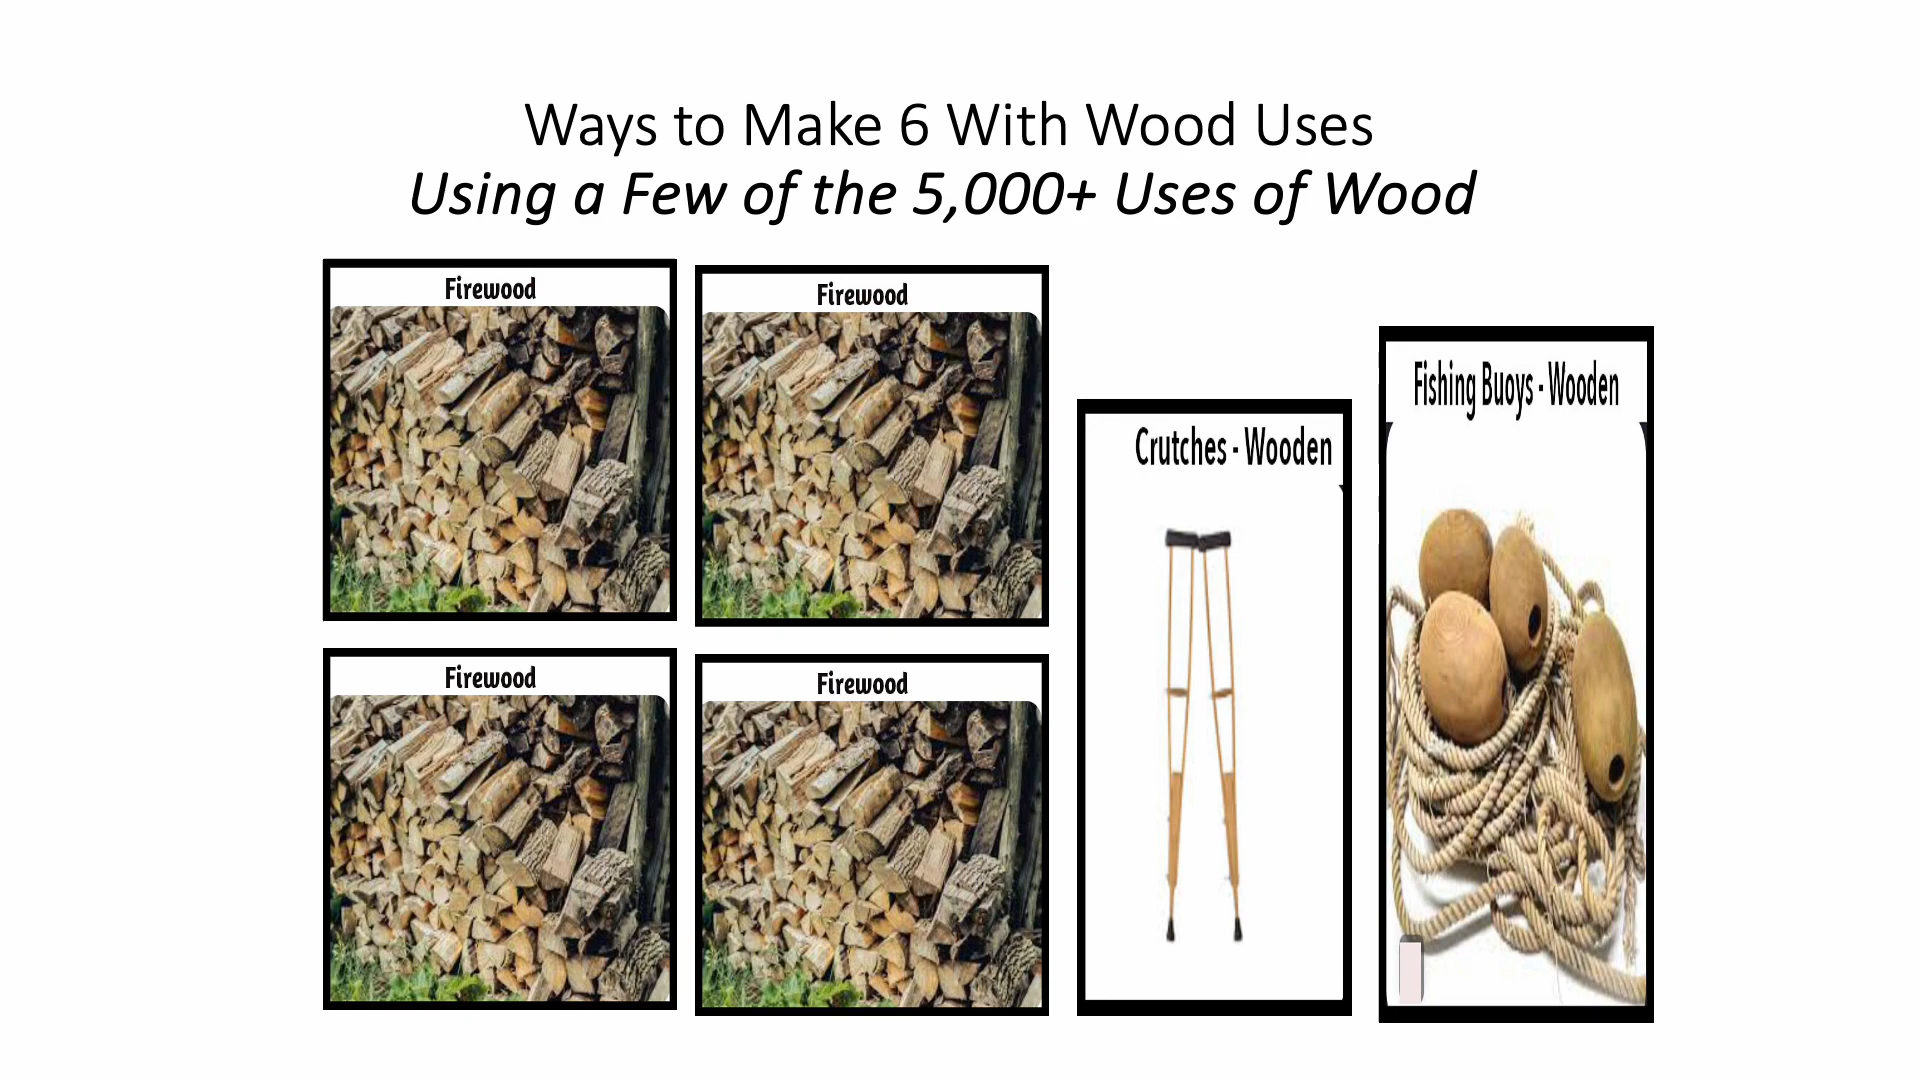 Ways to Make 6 With Wood Uses
Using a Few of the 5,000+ Uses of Wood
Firewood
Firewood
Crutches - Wooden
Fishing Buoys - Wooden
Firewood
Firewood